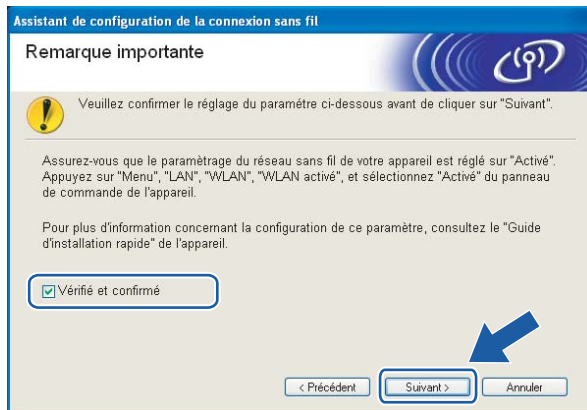 Assistant de configuration de la connexion sans fil
Remarque importante
Veuillez confirmer le réglage du paramétre ci-dessous avant de cliquer sur "Suivant".
Assurez-vous que le paramètrage du réseau sans fil de votre appareil est réglé sur "Activé".
Appuyez sur "Menu", "LAN", "WLAN", "WLAN activé", et sélectionnez "Activé" du panneau
de commande de l'appareil.
Pour plus d'information concernant la configuration de ce paramètre, consultez le "Guide
d'installation rapide" de l'appareil.
Vérifié et confirmé
< Précédent
Suivant >
Annuler